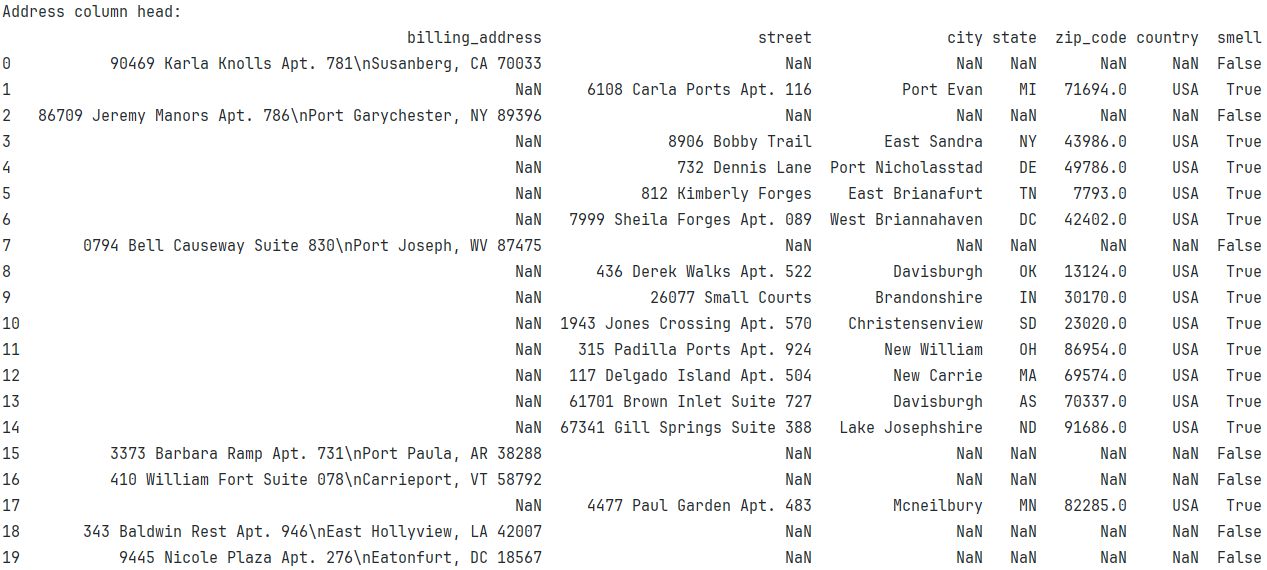 Address column head:
billing_address street city state zip_code country smell
0 90469 Karla Knolls Apt. 781\nSusanberg, CA 70033 NaN NaN NaN NaN NaN False
1 NaN 6108 Carla Ports Apt. 116 Port Evan MI 71694.0 USA True
2 86709 Jeremy Manors Apt. 786\nPort Garychester, NY 89396 NaN NaN NaN NaN NaN False
3 NaN 8906 Bobby Trail East Sandra NY 43986.0 USA True
4 NaN 732 Dennis Lane Port Nicholasstad DE 49786.0 USA True
5 NaN 812 Kimberly Forges East Brianafurt TN 7793.0 USA True
6 NaN 7999 Sheila Forges Apt. 089 West Briannahaven DC 42402.0 USA True
7 0794 Bell Causeway Suite 830\nPort Joseph, WV 87475 NaN NaN NaN NaN NaN False
8 NaN 436 Derek Walks Apt. 522 Davisburgh OK 13124.0 USA True
9 NaN 26077 Small Courts Brandonshire IN 30170.0 USA True
10 NaN 1943 Jones Crossing Apt. 570 Christensenview SD 23020.0 USA True
11 NaN 315 Padilla Ports Apt. 924 New William OH 86954.0 USA True
12 NaN 117 Delgado Island Apt. 504 New Carrie MA 69574.0 USA True
13 NaN 61701 Brown Inlet Suite 727 Davisburgh AS 70337.0 USA True
14 NaN 67341 Gill Springs Suite 388 Lake Josephshire ND 91686.0 USA True
15 3373 Barbara Ramp Apt. 731\nPort Paula, AR 38288 NaN NaN NaN NaN NaN False
16 410 William Fort Suite 078\nCarrieport, VT 58792 NaN NaN NaN NaN NaN False
17 NaN 4477 Paul Garden Apt. 483 Mcneilbury MN 82285.0 USA True
18 343 Baldwin Rest Apt. 946\nEast Hollyview, LA 42007 NaN NaN NaN NaN NaN False
19 9445 Nicole Plaza Apt. 276\nEatonfurt, DC 18567 NaN NaN NaN NaN NaN False